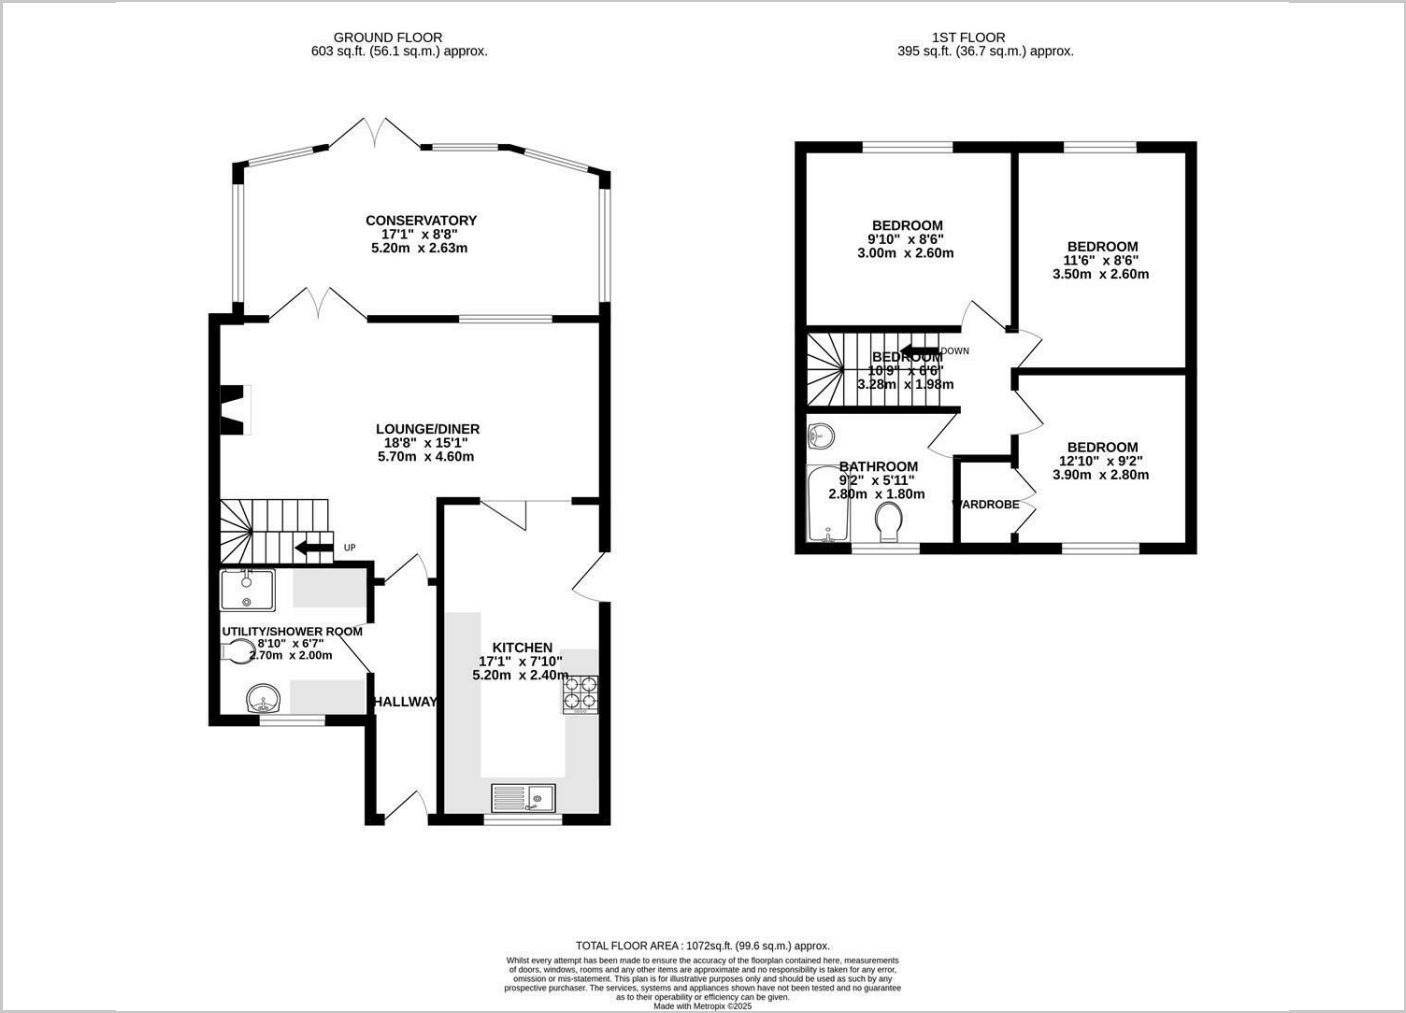 GROUND FLOOR
603 sq.ft. (56.1 sq.m.) approx.
1ST FLOOR
395 sq.ft. (36.7 sq.m.) approx.
CONSERVATORY
17'1" x 8'8"
5.20m x 2.63m
LOUNGE/DINER
18'8" x 15'1"
5.70m x 4.60m
UP
UTILITY/SHOWER ROOM
8'10" x 6'7"
2.70m x 2.00m
HALLWAY
KITCHEN
17'1" x 7'10"
5.20m x 2.40m
BEDROOM
9'10" x 8'6"
3.00m x 2.60m
BEDROOM
11'6" x 8'6"
3.50m x 2.60m
DOWN
BEDROOM
10'9" x 6'6"
3.28m x 1.98m
BATHROOM
9'2" x 5'11"
2.80m x 1.80m
WARDROBE
BEDROOM
12'10" x 9'2"
3.90m x 2.80m
TOTAL FLOOR AREA : 1072sq.ft. (99.6 sq.m.) approx.
Whilst every attempt has been made to ensure the accuracy of the floorplan contained here, measurements
of doors, windows, rooms and any other items are approximate and no responsibility is taken for any error,
omission or mis-statement. This plan is for illustrative purposes only and should be used as such by any
prospective purchaser. The services, systems and appliances shown have not been tested and no guarantee
as to their operability or efficiency can be given.
Made with Metropix ©2025